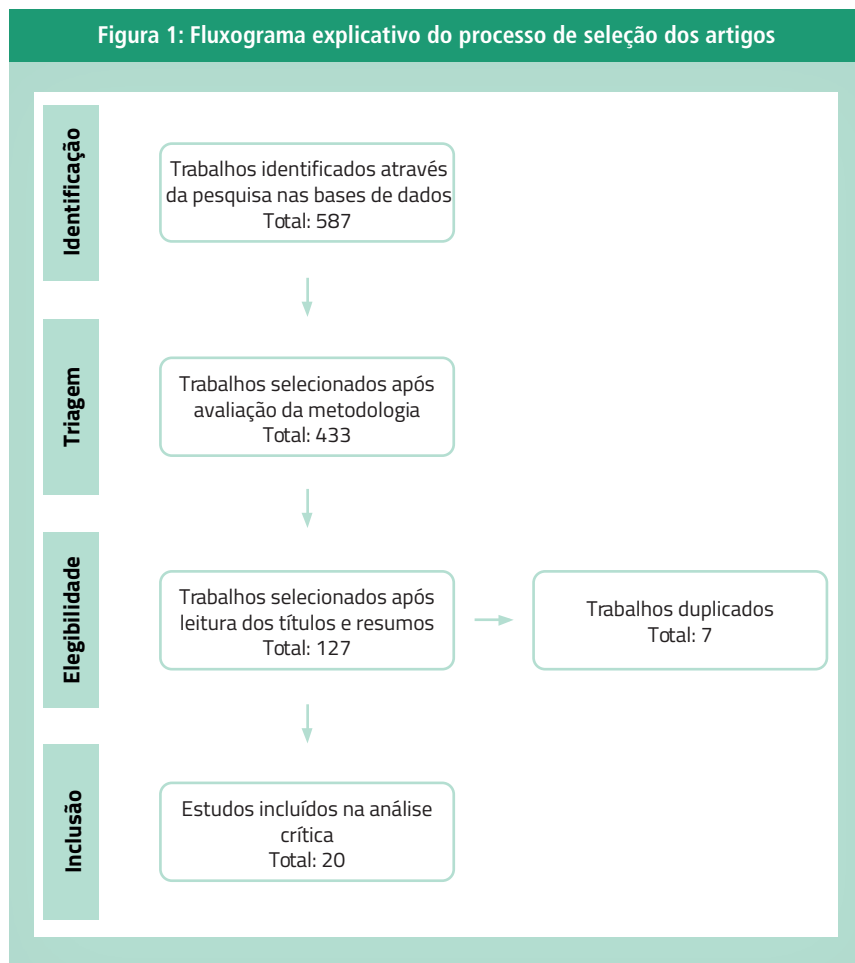 Figura 1: Fluxograma explicativo do processo de seleção dos artigos
Identificação
Trabalhos identificados através
da pesquisa nas bases de dados
Total: 587
Triagem
Trabalhos selecionados após
avaliação da metodologia
Total: 433
Elegibilidade
Trabalhos selecionados após
leitura dos títulos e resumos
Total: 127
Trabalhos duplicados
Total: 7
Inclusão
Estudos incluídos na análise
crítica
Total: 20